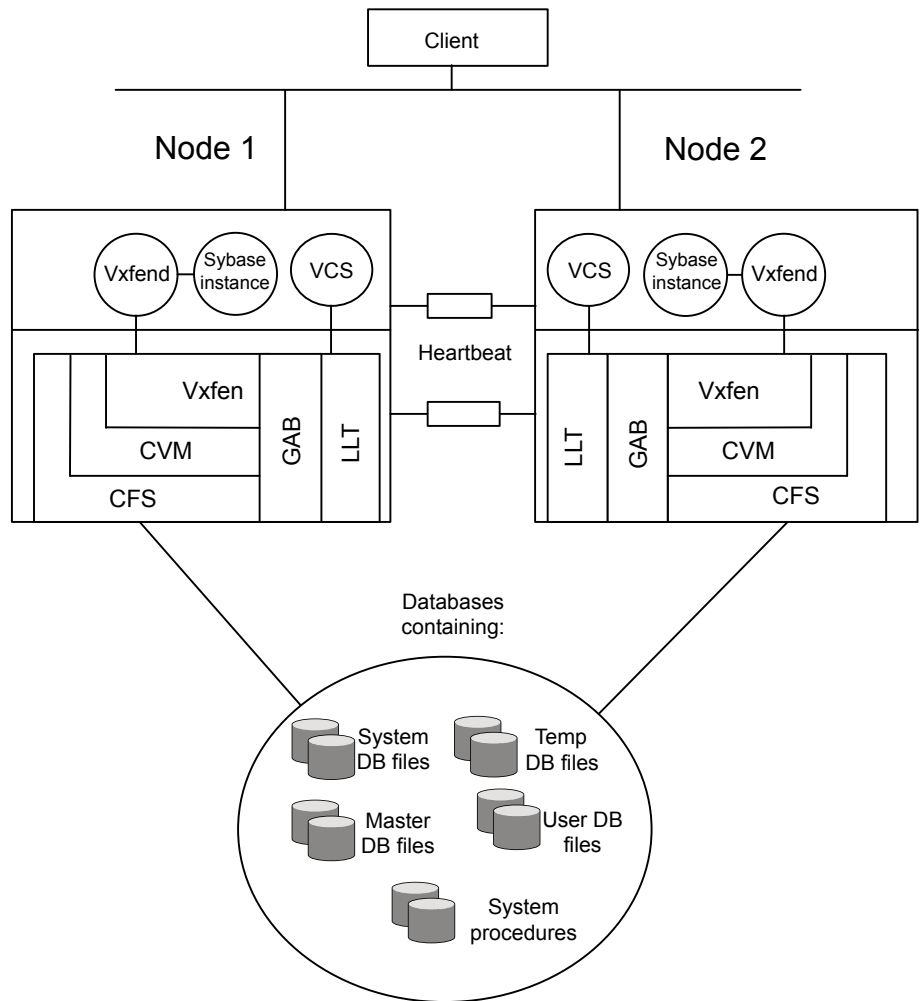 Client
Node 1
Node 2
Vxfend
Sybase
instance
VCS
VCS
Sybase
instance
Vxfend
Heartbeat
Vxfen
CVM
CFS
GAB
LLT
LLT
GAB
Vxfen
CVM
CFS
Databases
containing:
System
DB files
Temp
DB files
Master
DB files
User DB
files
System
procedures